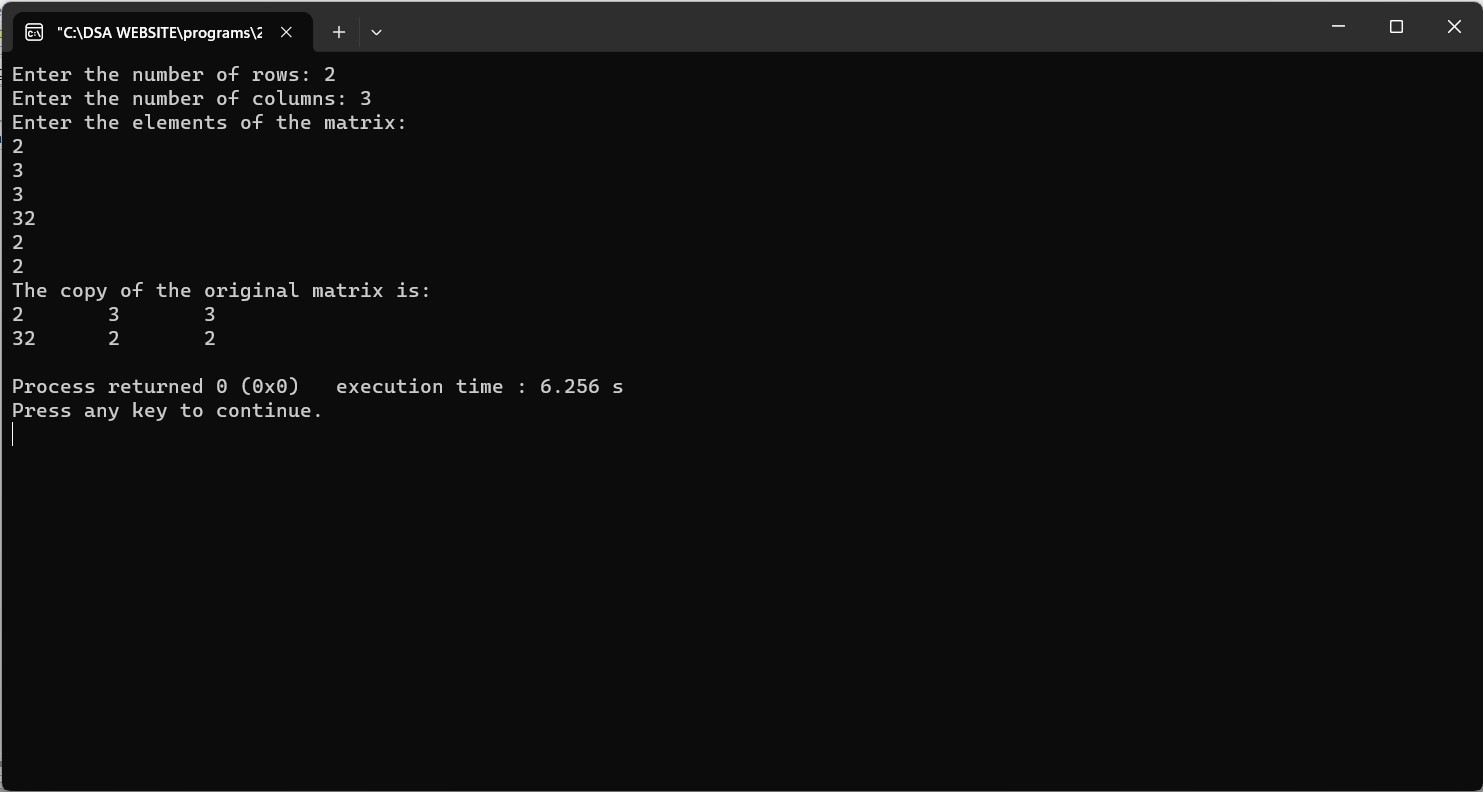 "C:\DSA WEBSITE\programs\2
Enter the number of rows: 2
Enter the number of columns: 3
Enter the elements of the matrix:
2
3
3
32
2
2
The copy of the original matrix is:
2 3 3
32 2 2
Process returned 0 (0x0) execution time : 6.256 s
Press any key to continue.